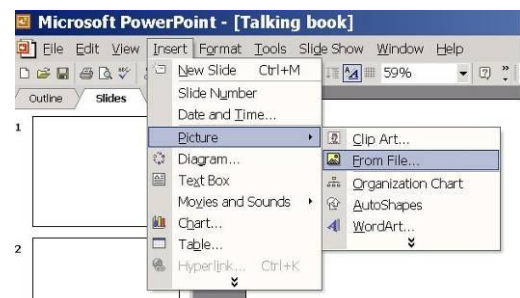 Microsoft PowerPoint - [Talking book]
File Edit View Insert Format Tools Slide Show Window Help
59%
Outline Slides
New Slide Ctrl+M
Slide Number
Date and Time...
Picture
Diagram...
Text Box
Movies and Sounds
Chart...
Table...
Hyperlink... Ctrl+K
Clip Art...
From File...
Organization Chart
AutoShapes
WordArt...
1
2